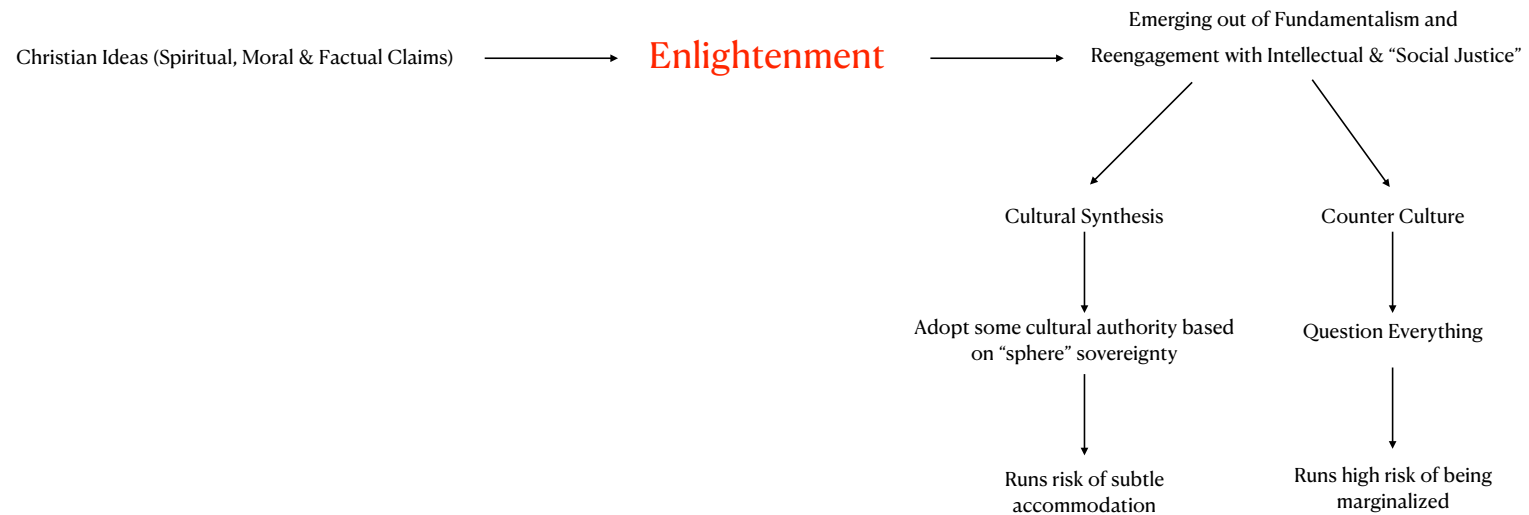 Emerging out of Fundamentalism and
Christian Ideas (Spiritual, Moral & Factual Claims)
Enlightenment
Reengagement with Intellectual & “Social Justice”
Cultural Synthesis
Counter Culture
Adopt some cultural authority based
on “sphere” sovereignty
Question Everything
Runs risk of subtle
accommodation
Runs high risk of being
marginalized